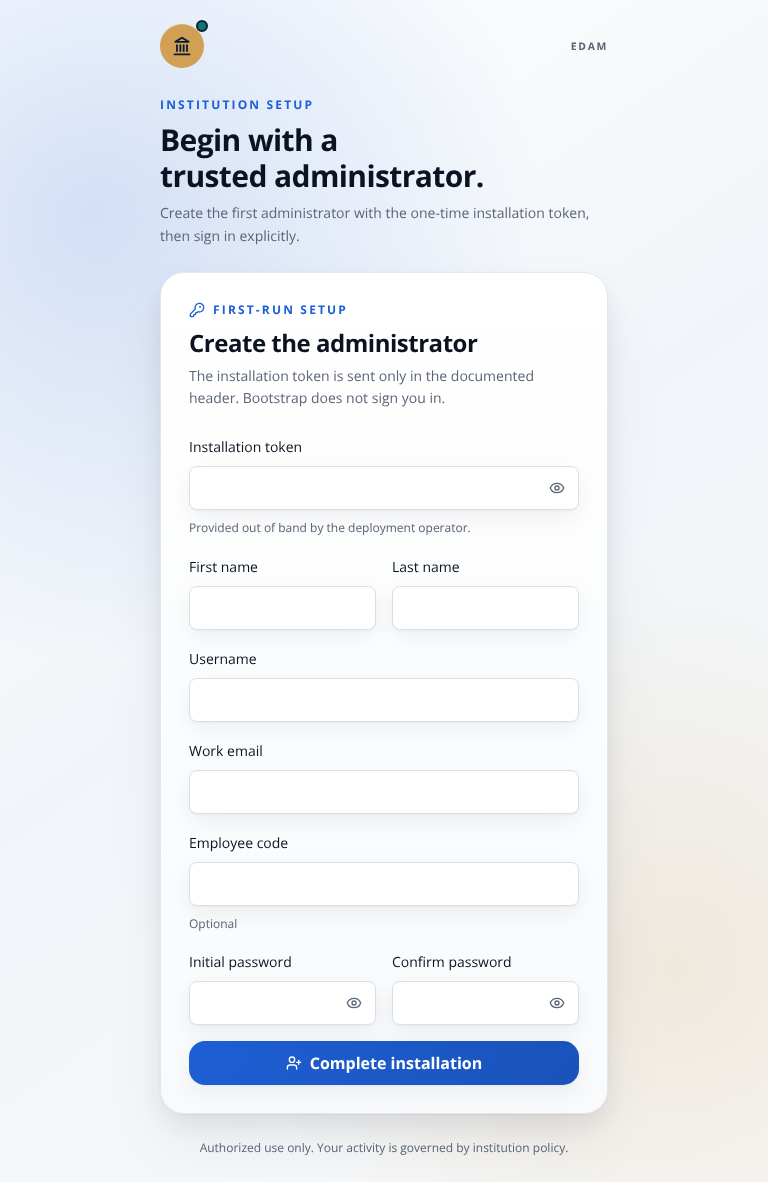 EDAM
INSTITUTION SETUP
Begin with a
trusted administrator.
Create the first administrator with the one-time installation token,
then sign in explicitly.
FIRST-RUN SETUP
Create the administrator
The installation token is sent only in the documented
header. Bootstrap does not sign you in.
Installation token
Provided out of band by the deployment operator.
First name
Last name
Username
Work email
Employee code
Optional
Initial password
Confirm password
Complete installation
Authorized use only. Your activity is governed by institution policy.